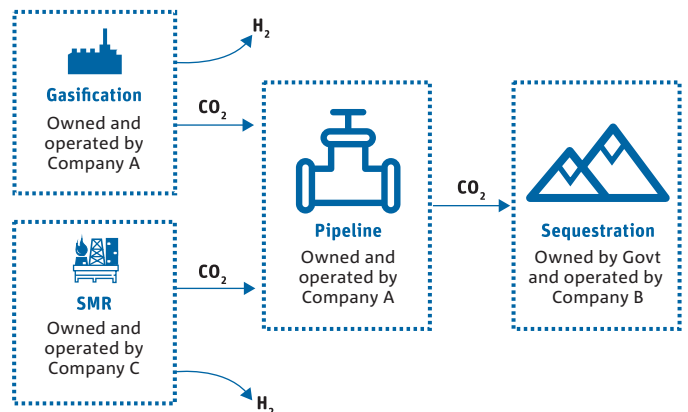 H₂
Gasification
Owned and
operated by
Company A
CO₂
SMR
Owned and
operated by
Company C
CO₂
H₂
Pipeline
Owned and
operated by
Company A
CO₂
Sequestration
Owned by Govt
and operated by
Company B